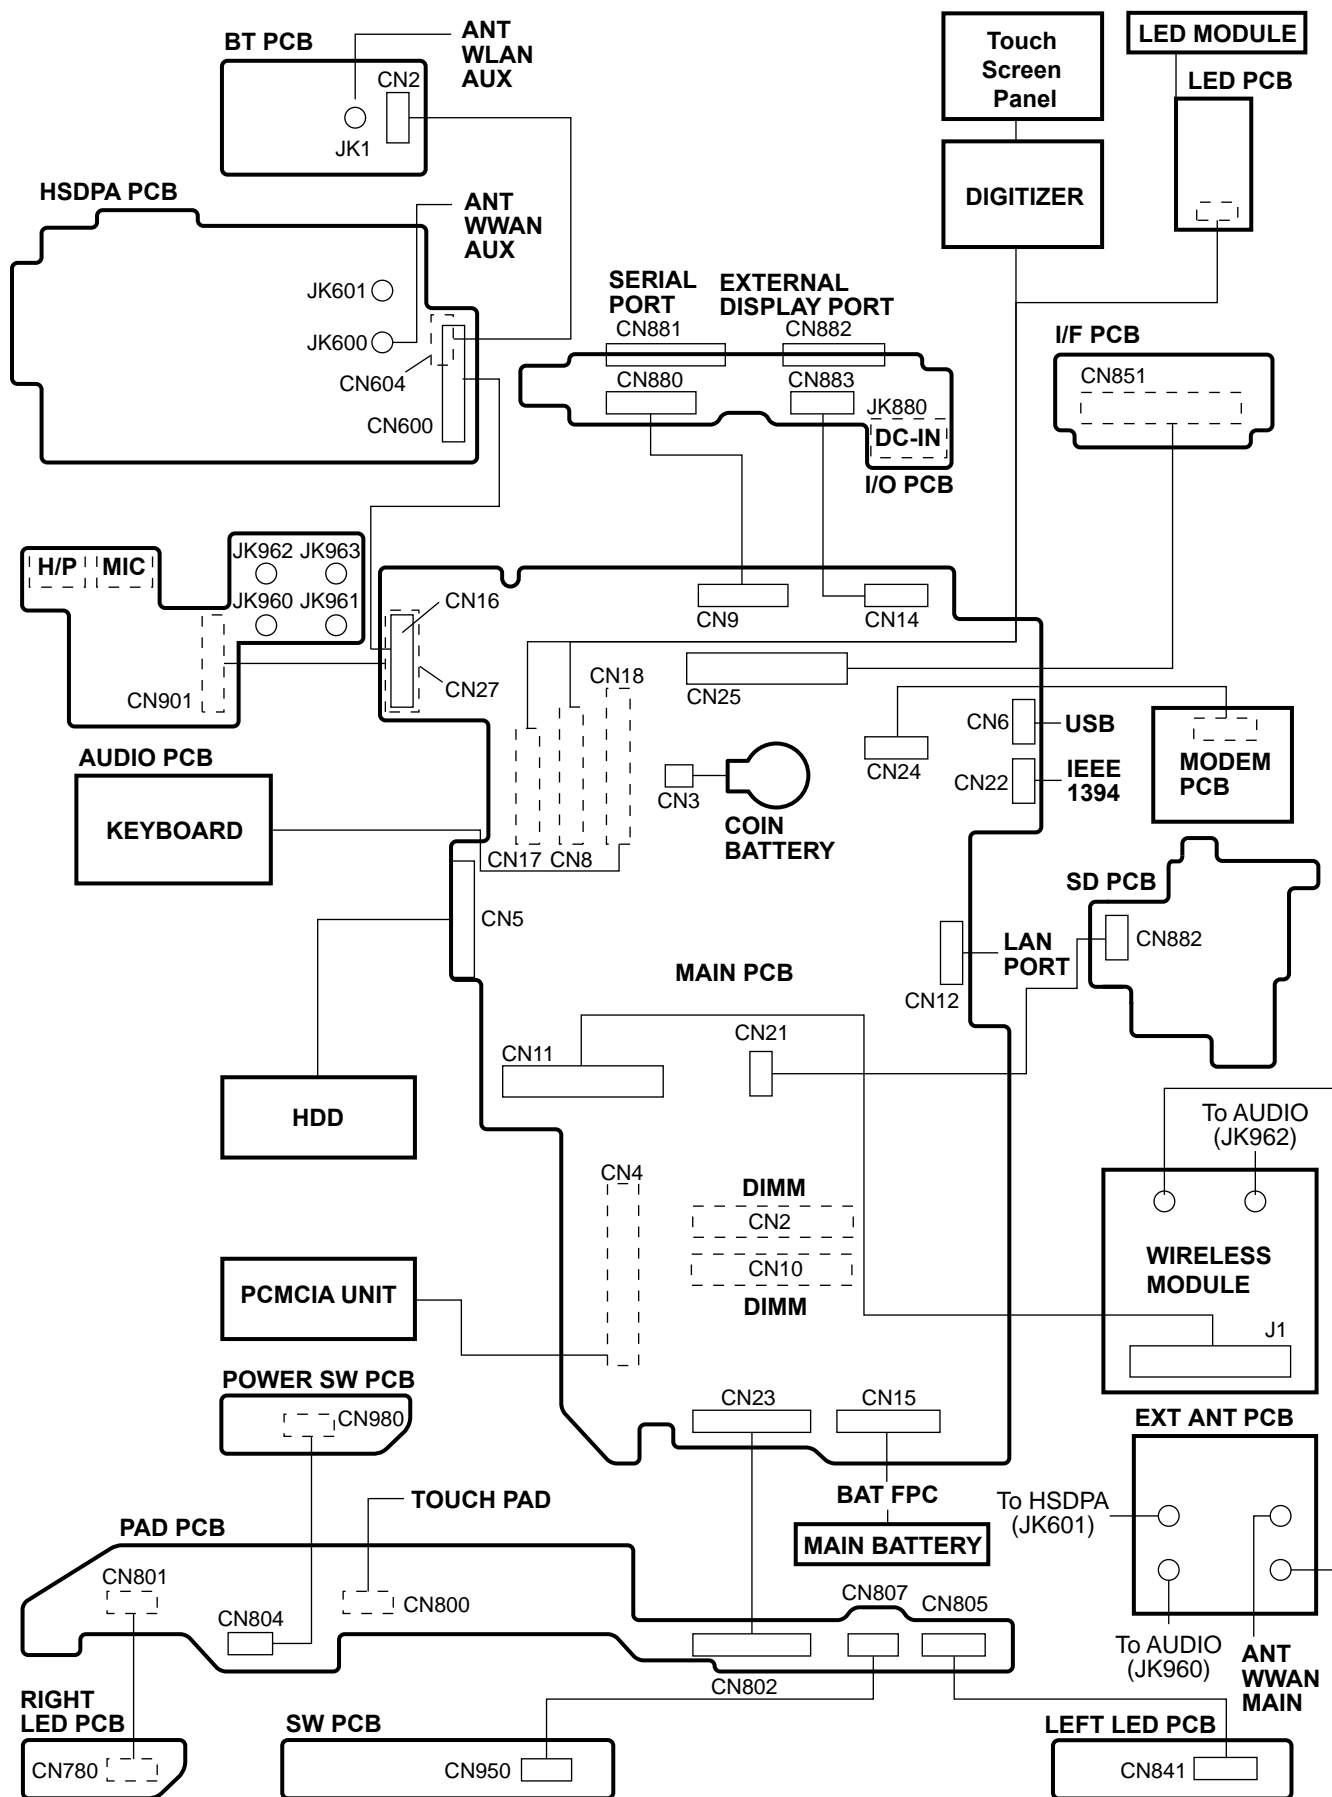 BT PCB
ANT
WLAN
AUX
CN2
JK1
Touch
Screen
Panel
LED MODULE
LED PCB
DIGITIZER
HSDPA PCB
ANT
WWAN
AUX
JK601
JK600
CN604
CN600
SERIAL
PORT
EXTERNAL
DISPLAY PORT
CN881
CN882
CN880
CN883
JK880
DC-IN
I/O PCB
I/F PCB
CN851
H/P
MIC
JK962
JK963
JK960
JK961
CN901
AUDIO PCB
CN16
CN27
CN9
CN14
CN18
CN25
CN6
USB
CN24
CN22
IEEE
1394
MODEM
PCB
KEYBOARD
CN3
COIN
BATTERY
CN17
CN8
CN5
SD PCB
CN882
LAN
PORT
CN12
MAIN PCB
CN11
CN21
HDD
To AUDIO
(JK962)
CN4
DIMM
CN2
CN10
DIMM
WIRELESS
MODULE
J1
PCMCIA UNIT
POWER SW PCB
CN980
CN23
CN15
EXT ANT PCB
BAT FPC
MAIN BATTERY
To HSDPA
(JK601)
TOUCH PAD
PAD PCB
CN801
CN804
CN800
CN807
CN805
CN802
To AUDIO
(JK960)
ANT
WWAN
MAIN
RIGHT
LED PCB
CN780
SW PCB
CN950
LEFT LED PCB
CN841